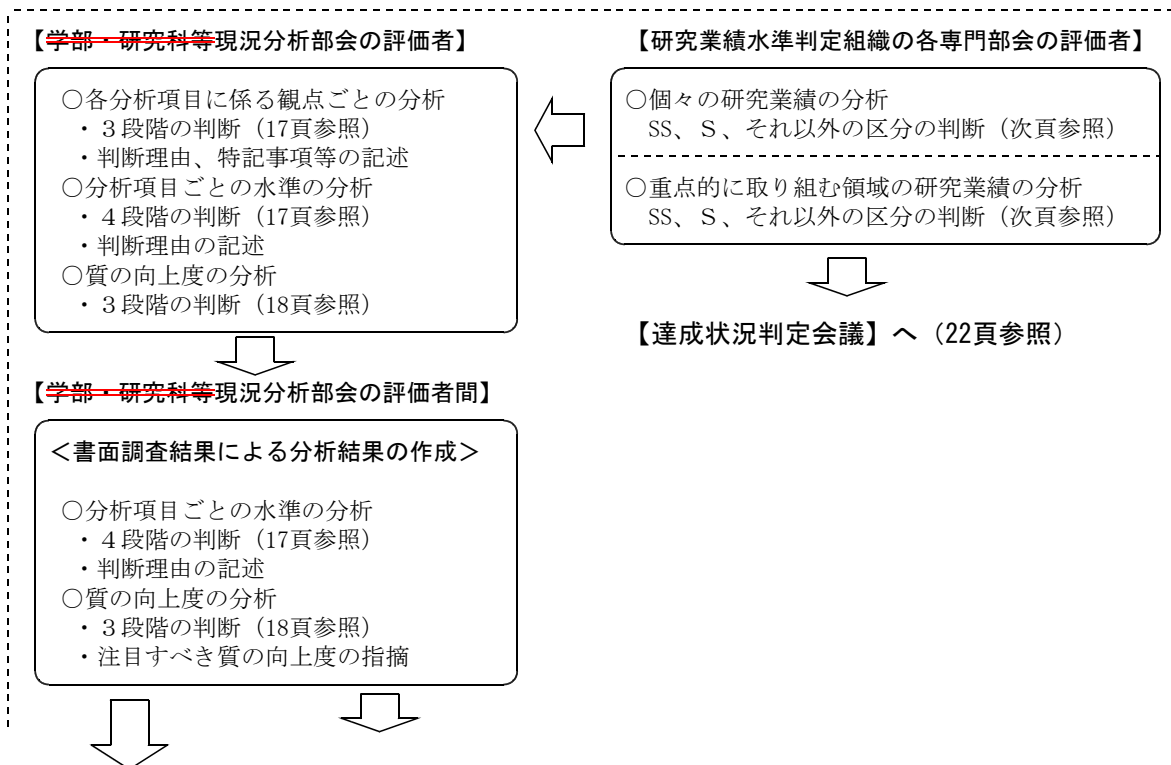 【学部・研究科等現況分析部会の評価者】
○各分析項目に係る観点ごとの分析
・３段階の判断（17頁参照）
・判断理由、特記事項等の記述
○分析項目ごとの水準の分析
・４段階の判断（17頁参照）
・判断理由の記述
○質の向上度の分析
・３段階の判断（18頁参照）
【研究業績水準判定組織の各専門部会の評価者】
○個々の研究業績の分析
SS、Ｓ、それ以外の区分の判断（次頁参照）
○重点的に取り組む領域の研究業績の分析
SS、Ｓ、それ以外の区分の判断（次頁参照）
【達成状況判定会議】へ（22頁参照）
【学部・研究科等現況分析部会の評価者間】
＜書面調査結果による分析結果の作成＞
○分析項目ごとの水準の分析
・４段階の判断（17頁参照）
・判断理由の記述
○質の向上度の分析
・３段階の判断（18頁参照）
・注目すべき質の向上度の指摘